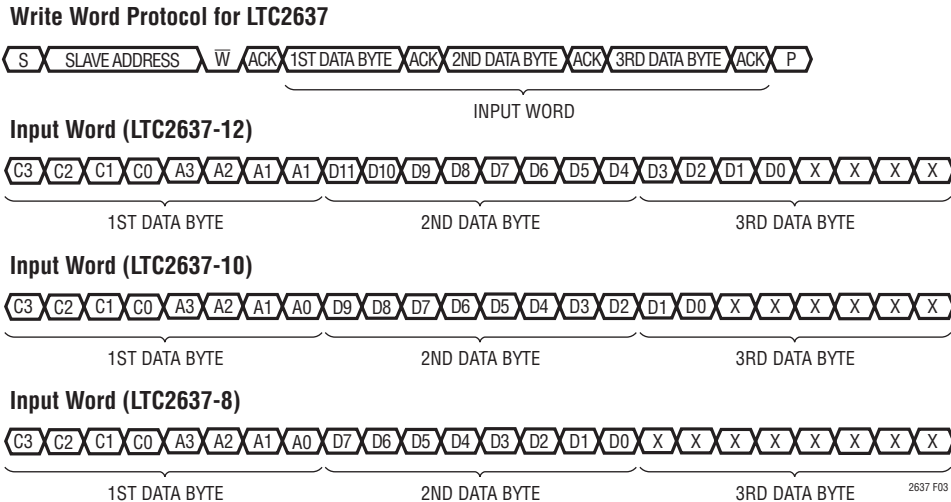 Write Word Protocol for LTC2637
S SLAVE ADDRESS W̅ ACK 1ST DATA BYTE ACK 2ND DATA BYTE ACK 3RD DATA BYTE ACK P
INPUT WORD
Input Word (LTC2637-12)
C3 C2 C1 C0 A3 A2 A1 A1 D11 D10 D9 D8 D7 D6 D5 D4 D3 D2 D1 D0 X X X X
1ST DATA BYTE 2ND DATA BYTE 3RD DATA BYTE
Input Word (LTC2637-10)
C3 C2 C1 C0 A3 A2 A1 A0 D9 D8 D7 D6 D5 D4 D3 D2 D1 D0 X X X X X X
1ST DATA BYTE 2ND DATA BYTE 3RD DATA BYTE
Input Word (LTC2637-8)
C3 C2 C1 C0 A3 A2 A1 A0 D7 D6 D5 D4 D3 D2 D1 D0 X X X X X X X X
1ST DATA BYTE 2ND DATA BYTE 3RD DATA BYTE 2637 F03